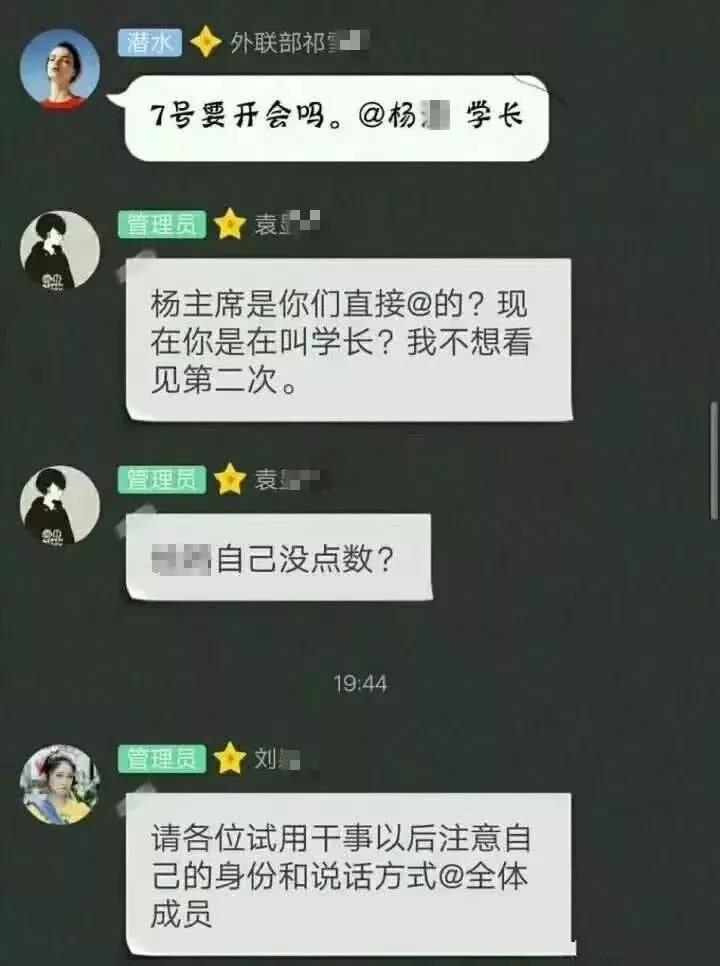 潜水 外联部祁
7号要开会吗。@杨 学长
管理员 袁
杨主席是你们直接@的？现
在你是在叫学长？我不想看
见第二次。
管理员 袁
自己没点数？
19:44
管理员 刘
请各位试用干事以后注意自
己的身份和说话方式@全体
成员